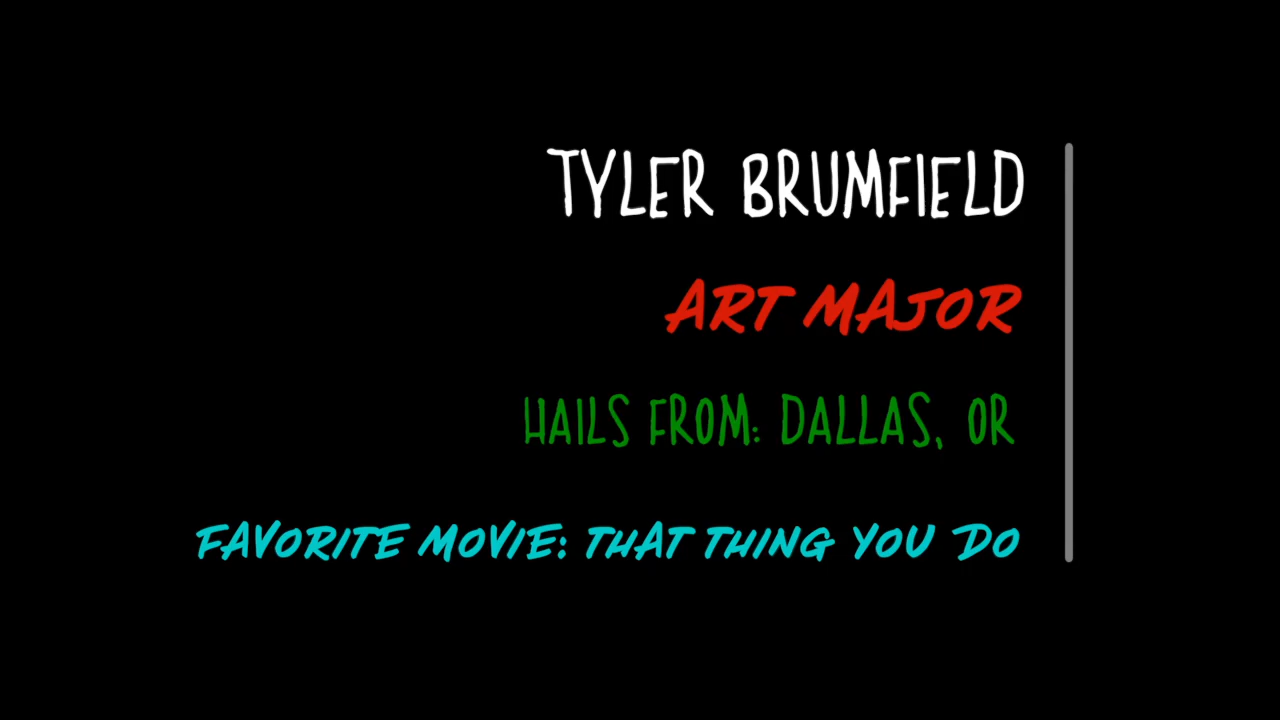 TYLER BRUMFIELD
ART MAJOR
HAILS FROM: DALLAS, OR
FAVORITE MOVIE: THAT THING YOU DO